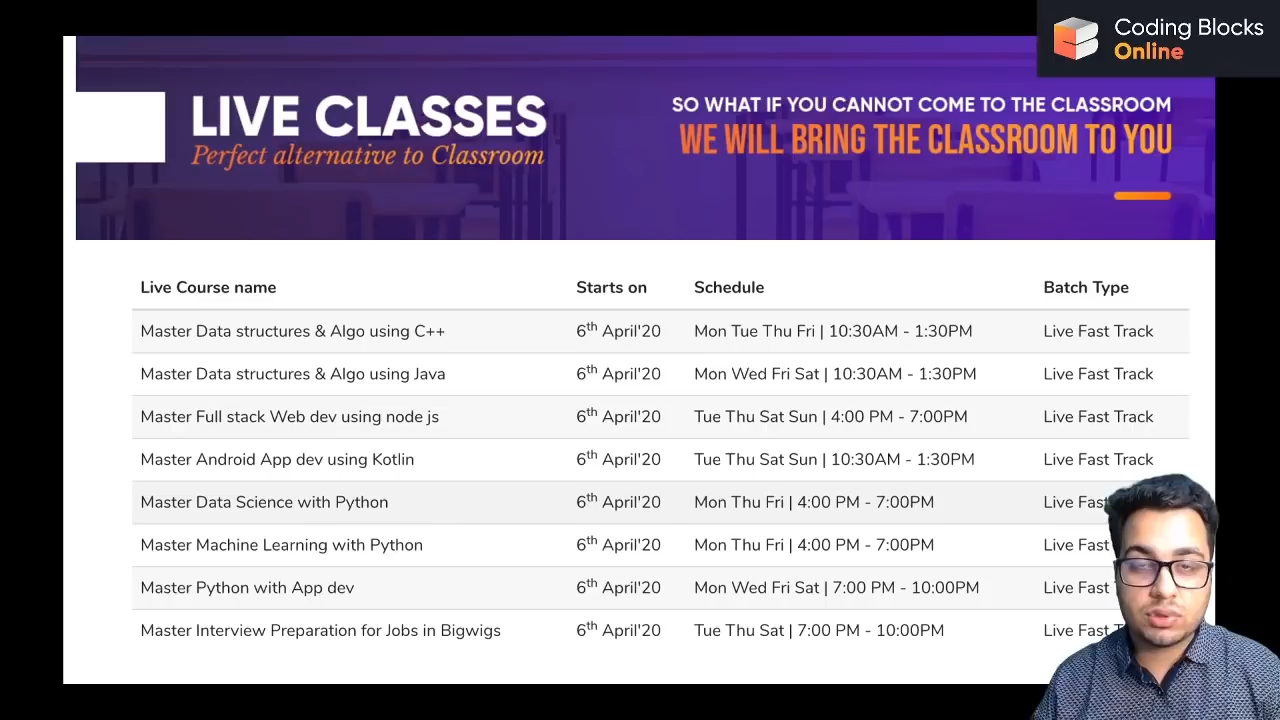 Coding Blocks
Online
LIVE CLASSES
Perfect alternative to Classroom
SO WHAT IF YOU CANNOT COME TO THE CLASSROOM
WE WILL BRING THE CLASSROOM TO YOU
Live Course name Starts on Schedule Batch Type
Master Data structures & Algo using C++ 6th April'20 Mon Tue Thu Fri | 10:30AM - 1:30PM Live Fast Track
Master Data structures & Algo using Java 6th April'20 Mon Wed Fri Sat | 10:30AM - 1:30PM Live Fast Track
Master Full stack Web dev using node js 6th April'20 Tue Thu Sat Sun | 4:00 PM - 7:00PM Live Fast Track
Master Android App dev using Kotlin 6th April'20 Tue Thu Sat Sun | 10:30AM - 1:30PM Live Fast Track
Master Data Science with Python 6th April'20 Mon Thu Fri | 4:00 PM - 7:00PM Live Fast
Master Machine Learning with Python 6th April'20 Mon Thu Fri | 4:00 PM - 7:00PM Live Fast
Master Python with App dev 6th April'20 Mon Wed Fri Sat | 7:00 PM - 10:00PM Live Fast
Master Interview Preparation for Jobs in Bigwigs 6th April'20 Tue Thu Sat | 7:00 PM - 10:00PM Live Fast